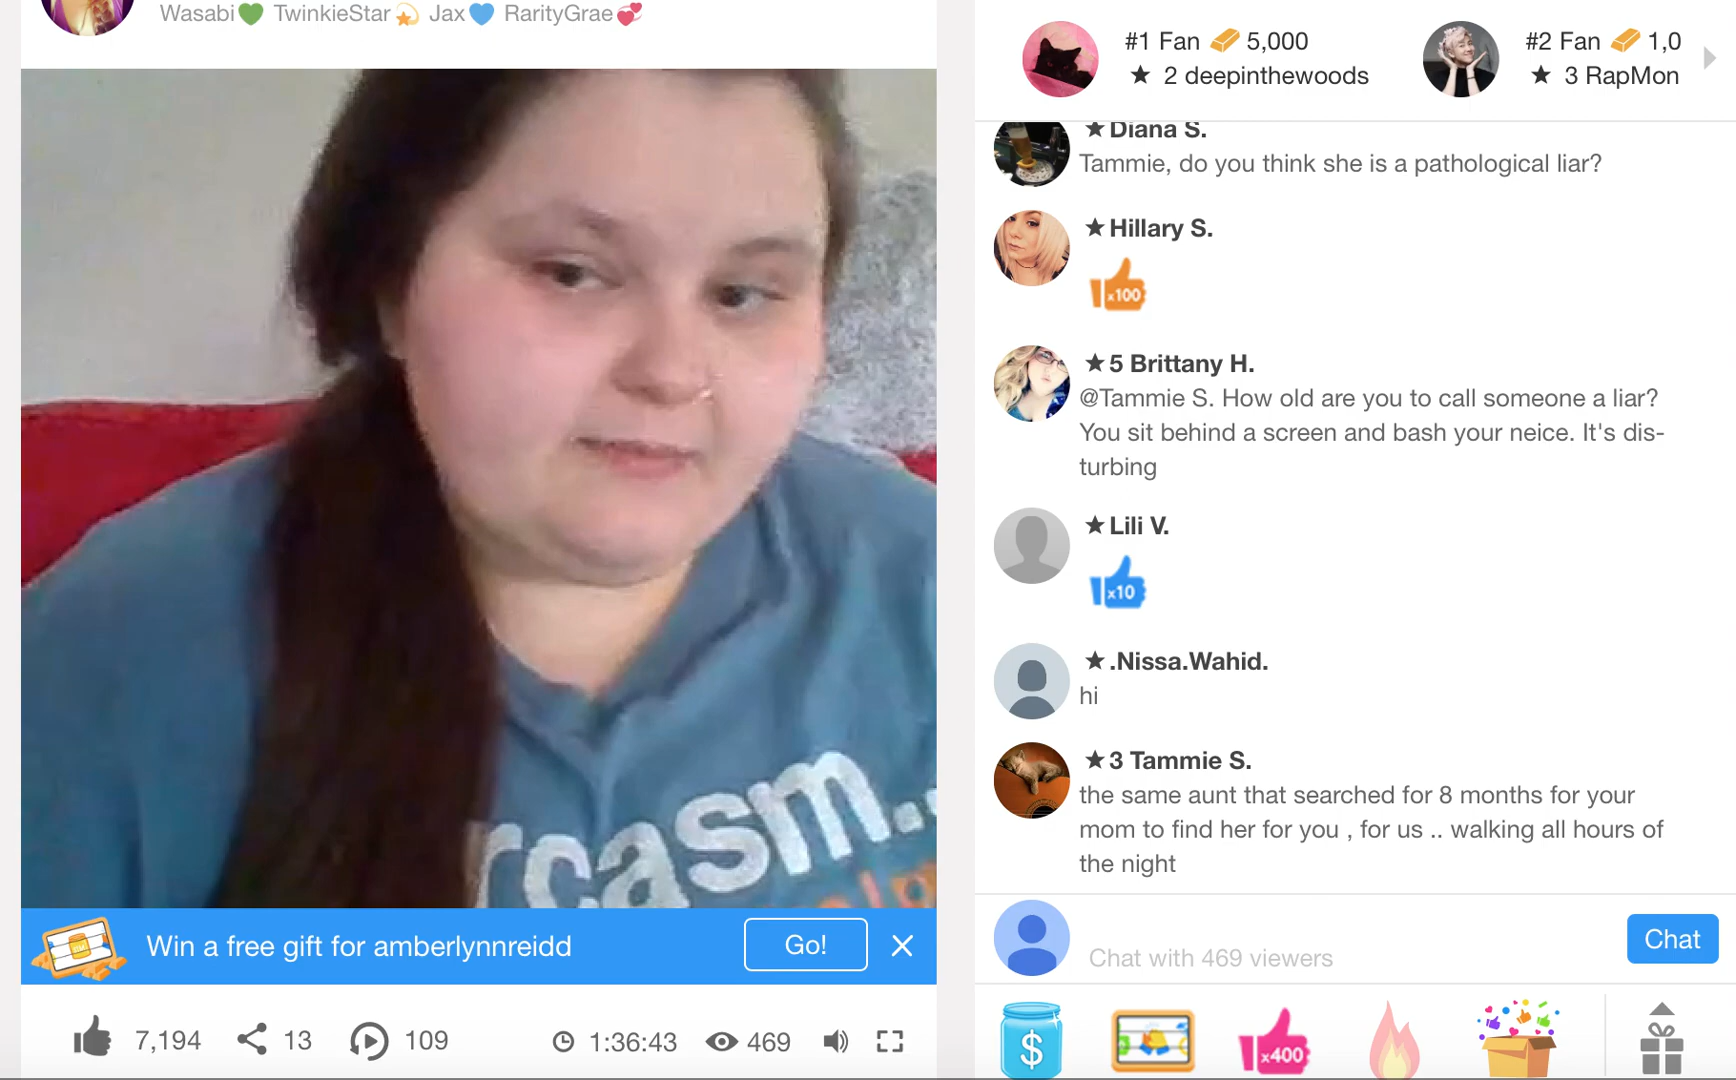 Wasabi💚 TwinkieStar💫 Jax💙 RarityGrae💞
#1 Fan 5,000
★ 2 deepinthewoods
#2 Fan 1,0
★ 3 RapMon
★ Diana S.
Tammie, do you think she is a pathological liar?
★ Hillary S.
x100
★ 5 Brittany H.
@Tammie S. How old are you to call someone a liar?
You sit behind a screen and bash your neice. It's dis-
turbing
★ Lili V.
x10
★ .Nissa.Wahid.
hi
★ 3 Tammie S.
the same aunt that searched for 8 months for your
mom to find her for you , for us .. walking all hours of
the night
rcasm.
Win a free gift for amberlynnreidd
Go!
Chat with 469 viewers
Chat
7,194
13
109
1:36:43
469
$
x400